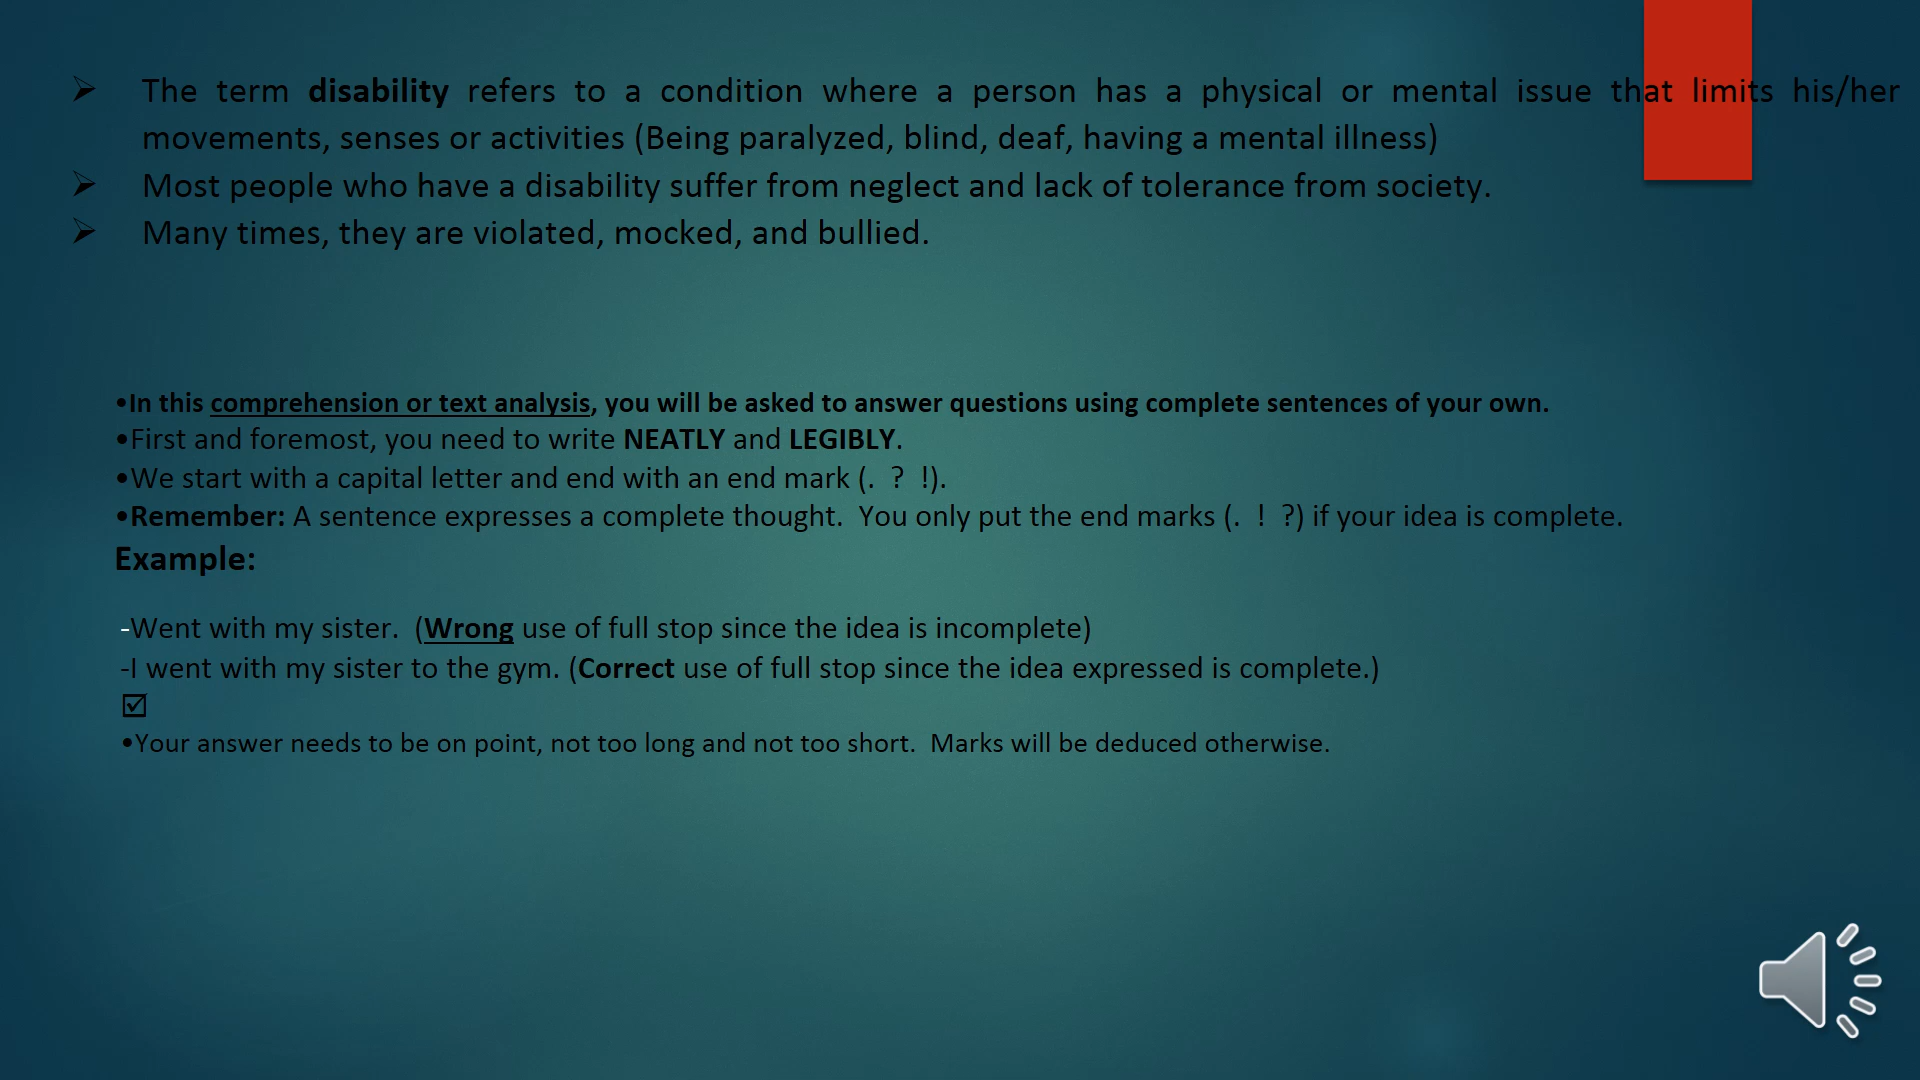 ➢ The term disability refers to a condition where a person has a physical or mental issue that limits his/her
movements, senses or activities (Being paralyzed, blind, deaf, having a mental illness)
➢ Most people who have a disability suffer from neglect and lack of tolerance from society.
➢ Many times, they are violated, mocked, and bullied.
•In this comprehension or text analysis, you will be asked to answer questions using complete sentences of your own.
•First and foremost, you need to write NEATLY and LEGIBLY.
•We start with a capital letter and end with an end mark (. ? !).
•Remember: A sentence expresses a complete thought. You only put the end marks (. ! ?) if your idea is complete.
Example:
-Went with my sister. (Wrong use of full stop since the idea is incomplete)
-I went with my sister to the gym. (Correct use of full stop since the idea expressed is complete.)
☑
•Your answer needs to be on point, not too long and not too short. Marks will be deduced otherwise.